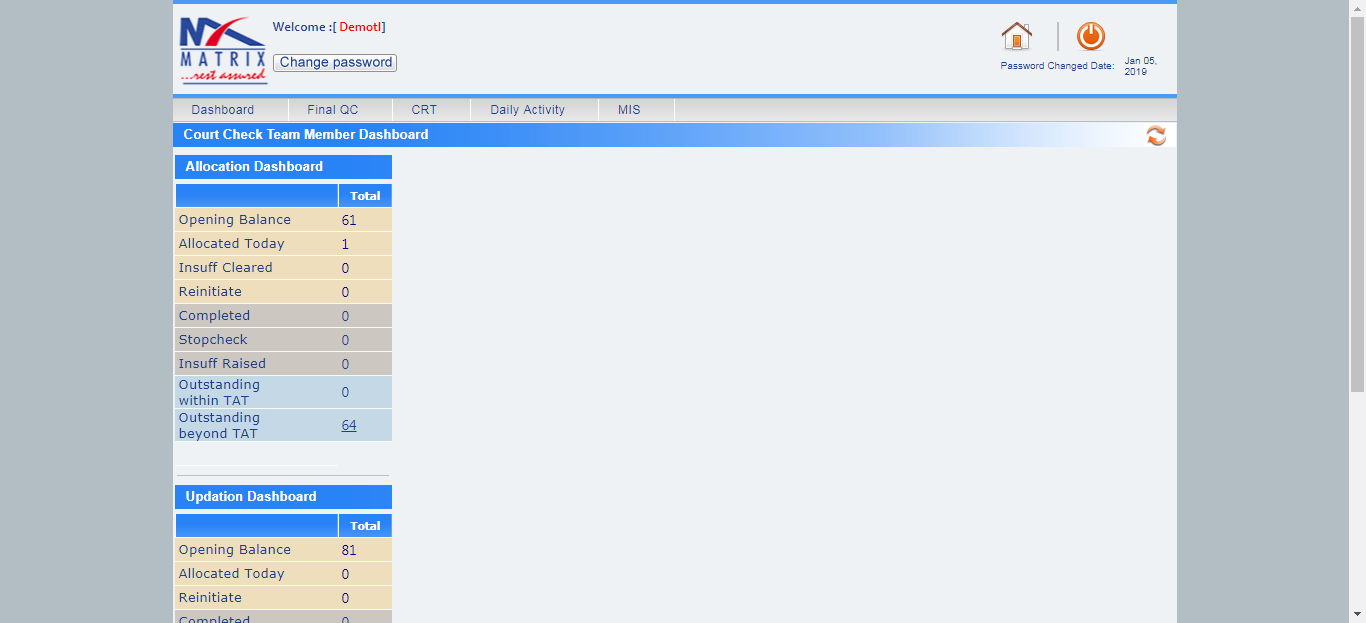 MATRIX
...rest assured
Welcome :[ Demotl]
Change password
Password Changed Date:
Jan 05,
2019
Dashboard Final QC CRT Daily Activity MIS
Court Check Team Member Dashboard
Allocation Dashboard
Total
Opening Balance 61
Allocated Today 1
Insuff Cleared 0
Reinitiate 0
Completed 0
Stopcheck 0
Insuff Raised 0
Outstanding
within TAT 0
Outstanding
beyond TAT 64
Updation Dashboard
Total
Opening Balance 81
Allocated Today 0
Reinitiate 0
Completed 0